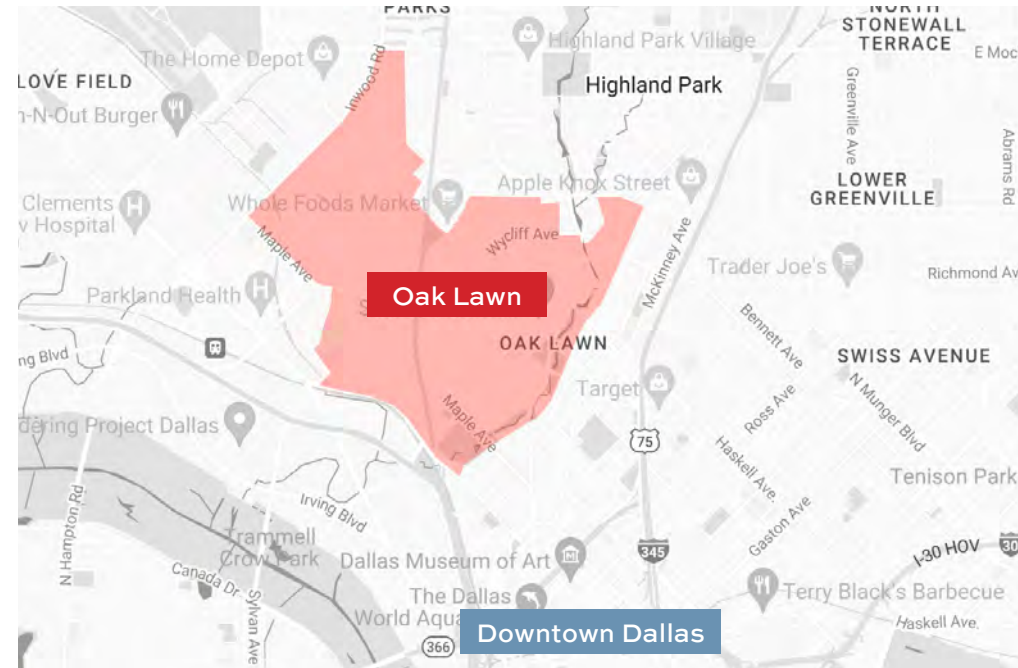 PARKS
NORTH
STONEWALL
TERRACE
The Home Depot
Highland Park Village
E Moc
LOVE FIELD
Inwood Rd
Highland Park
n-N-Out Burger
Greenville Ave
Abrams Rd
Apple Knox Street
LOWER
GREENVILLE
Clements
v Hospital
Whole Foods Market
Wycliff Ave
Maple Ave
McKinney Ave
Trader Joe's
Richmond Av
Parkland Health
Oak Lawn
Bennett Ave
OAK LAWN
ng Blvd
SWISS AVENUE
Target
N Munger Blvd
Ross Ave
Maple Ave
dering Project Dallas
75
Haskell Ave.
Tenison Park
N Hampton Rd
Irving Blvd
Gaston Ave
Trammell
Crow Park
Dallas Museum of Art
345
I-30 HOV
30
Canada Dr.
The Dallas
World Aqua
Terry Black's Barbecue
Sylvan Ave
366
Downtown Dallas
Haskell Ave.